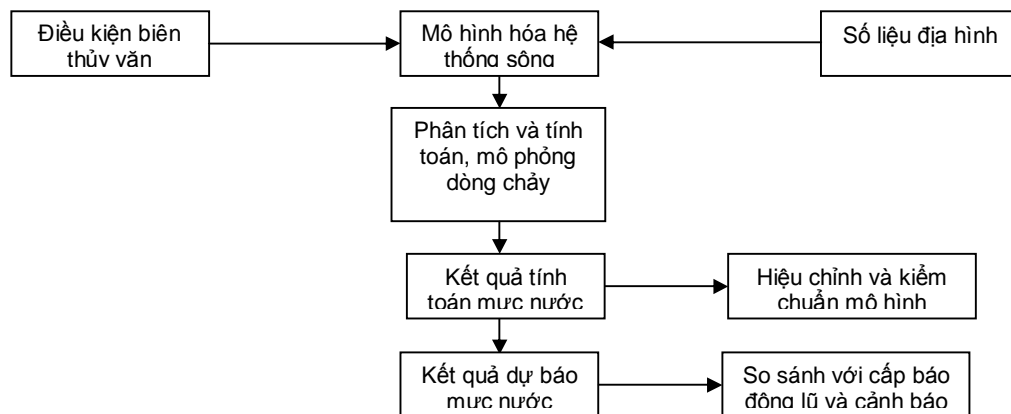 Điều kiện biên
thủy văn
Mô hình hóa hệ
thống sông
Số liệu địa hình
Phân tích và tính
toán, mô phỏng
dòng chảy
Kết quả tính
toán mực nước
Hiệu chỉnh và kiểm
chuẩn mô hình
Kết quả dự báo
mực nước
So sánh với cấp báo
động lũ và cảnh báo